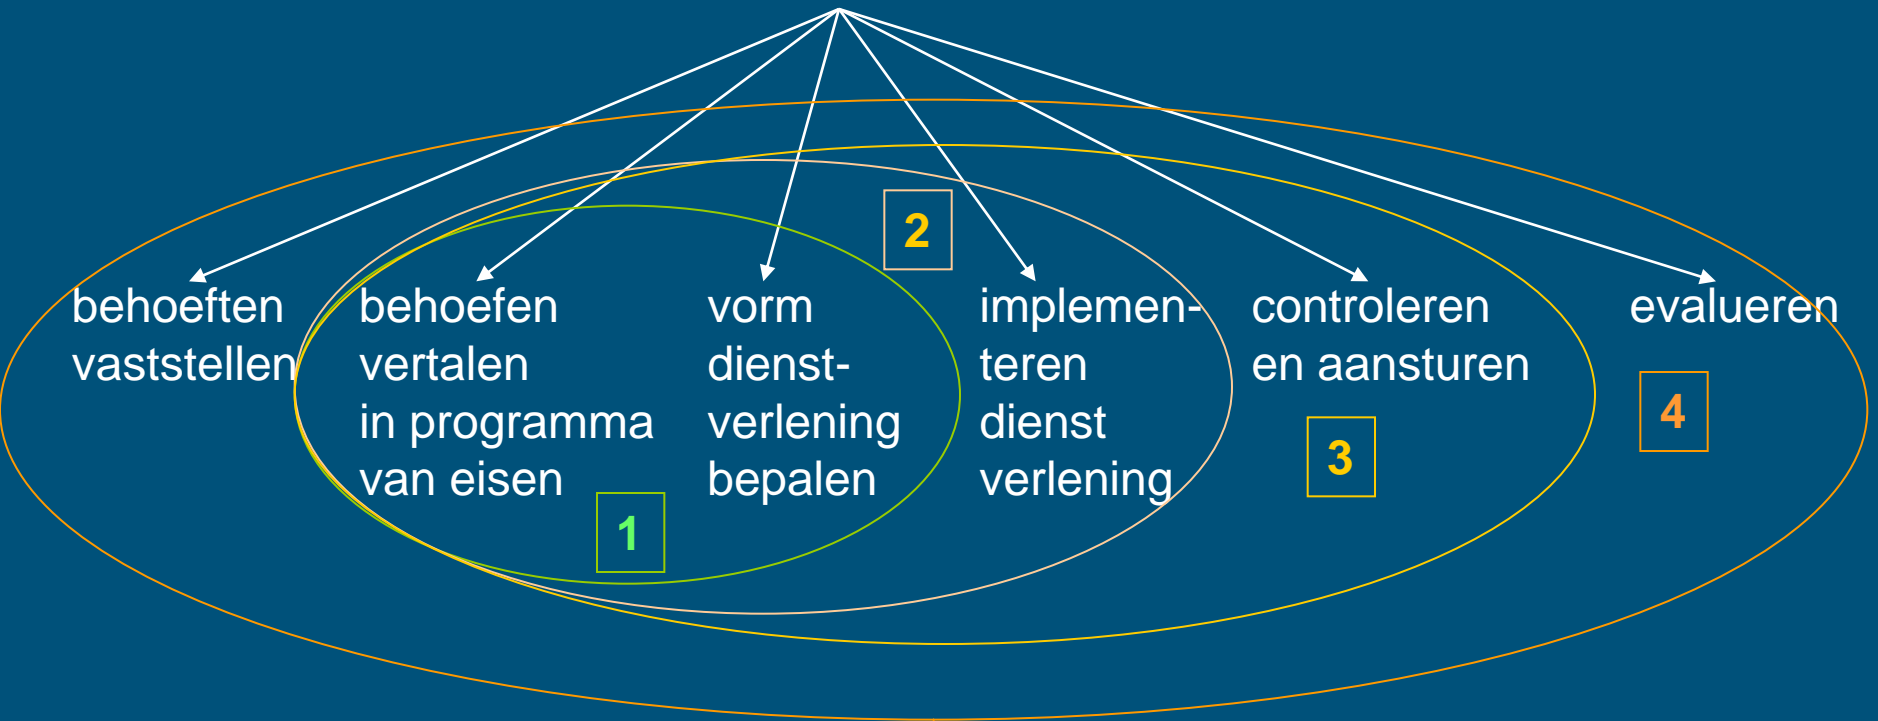 behoeften
vaststellen
behoefen
vertalen
in programma
van eisen
1
vorm
dienst-
verlening
bepalen
2
implemen-
teren
dienst
verlening
controleren
en aansturen
3
evalueren
4